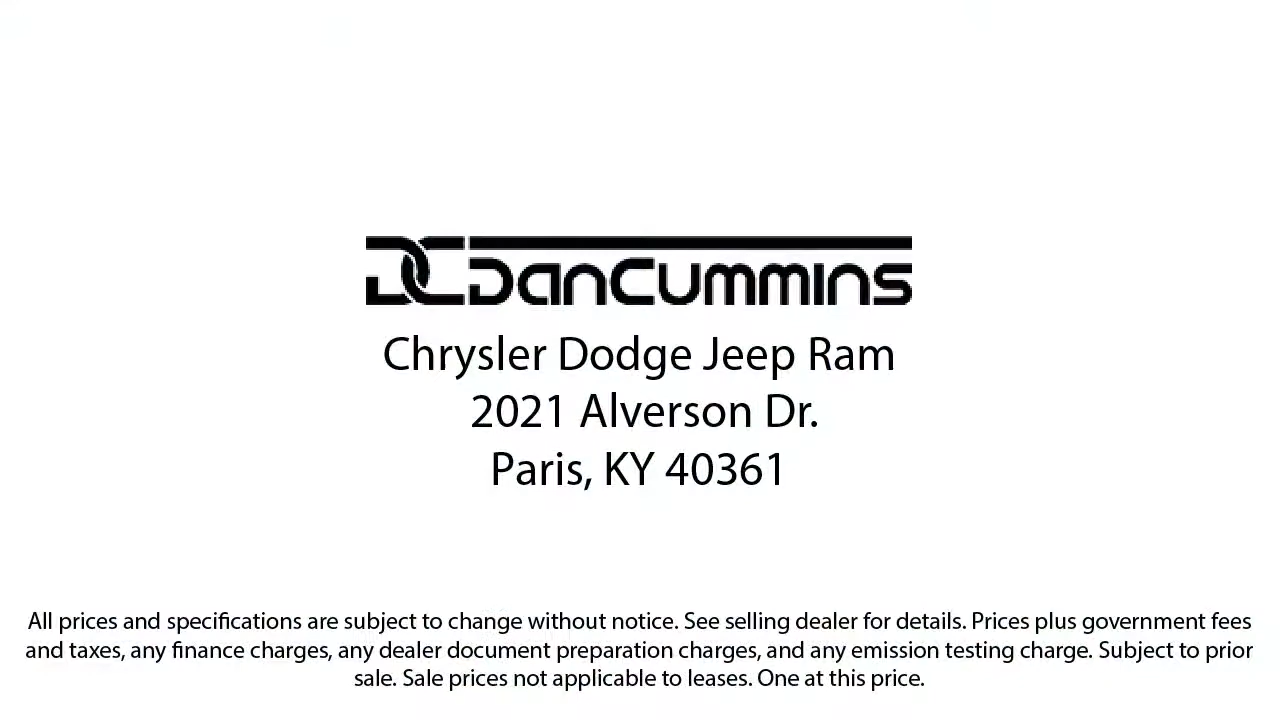 DC DanCummins
Chrysler Dodge Jeep Ram
2021 Alverson Dr.
Paris, KY 40361
All prices and specifications are subject to change without notice. See selling dealer for details. Prices plus government fees
and taxes, any finance charges, any dealer document preparation charges, and any emission testing charge. Subject to prior
sale. Sale prices not applicable to leases. One at this price.